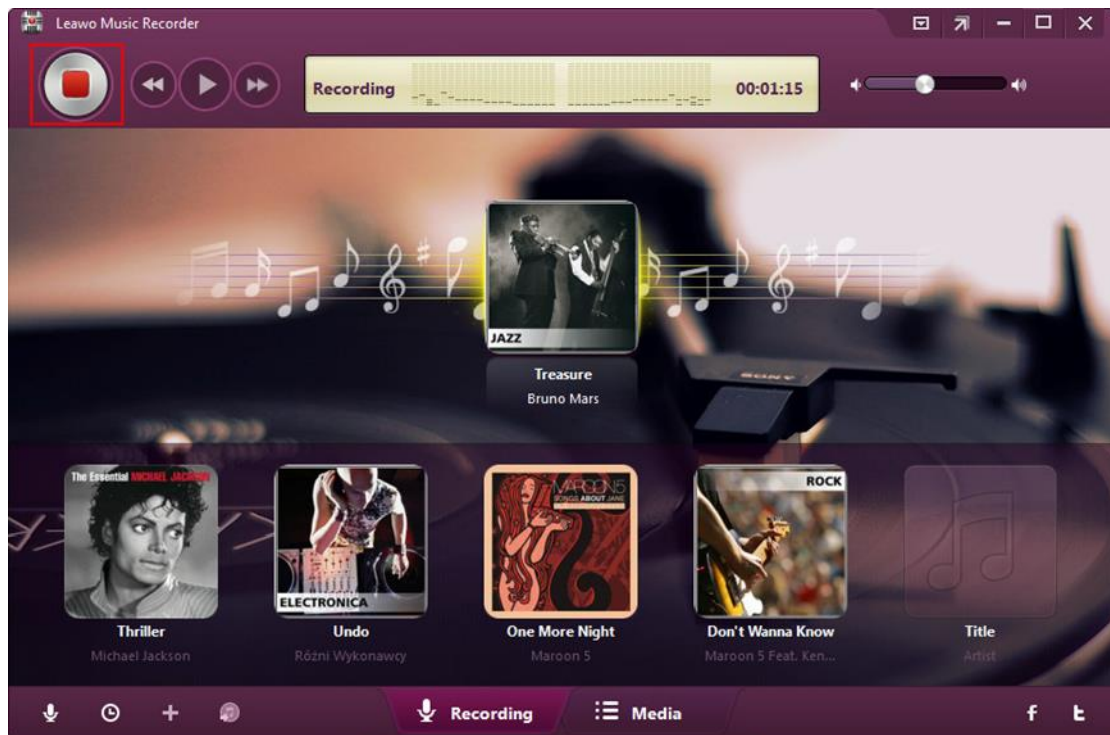 Leawo Music Recorder
Recording
00:01:15
JAZZ
SONY
Treasure
Bruno Mars
The Essential MICHAEL JACKSON
ELECTRONICA
MAROON5
SONGS ABOUT JANE
ROCK
Thriller
Undo
One More Night
Don't Wanna Know
Title
Michael Jackson
Różni Wykonawcy
Maroon 5
Maroon 5 Feat. Ken...
Artist
Recording
Media